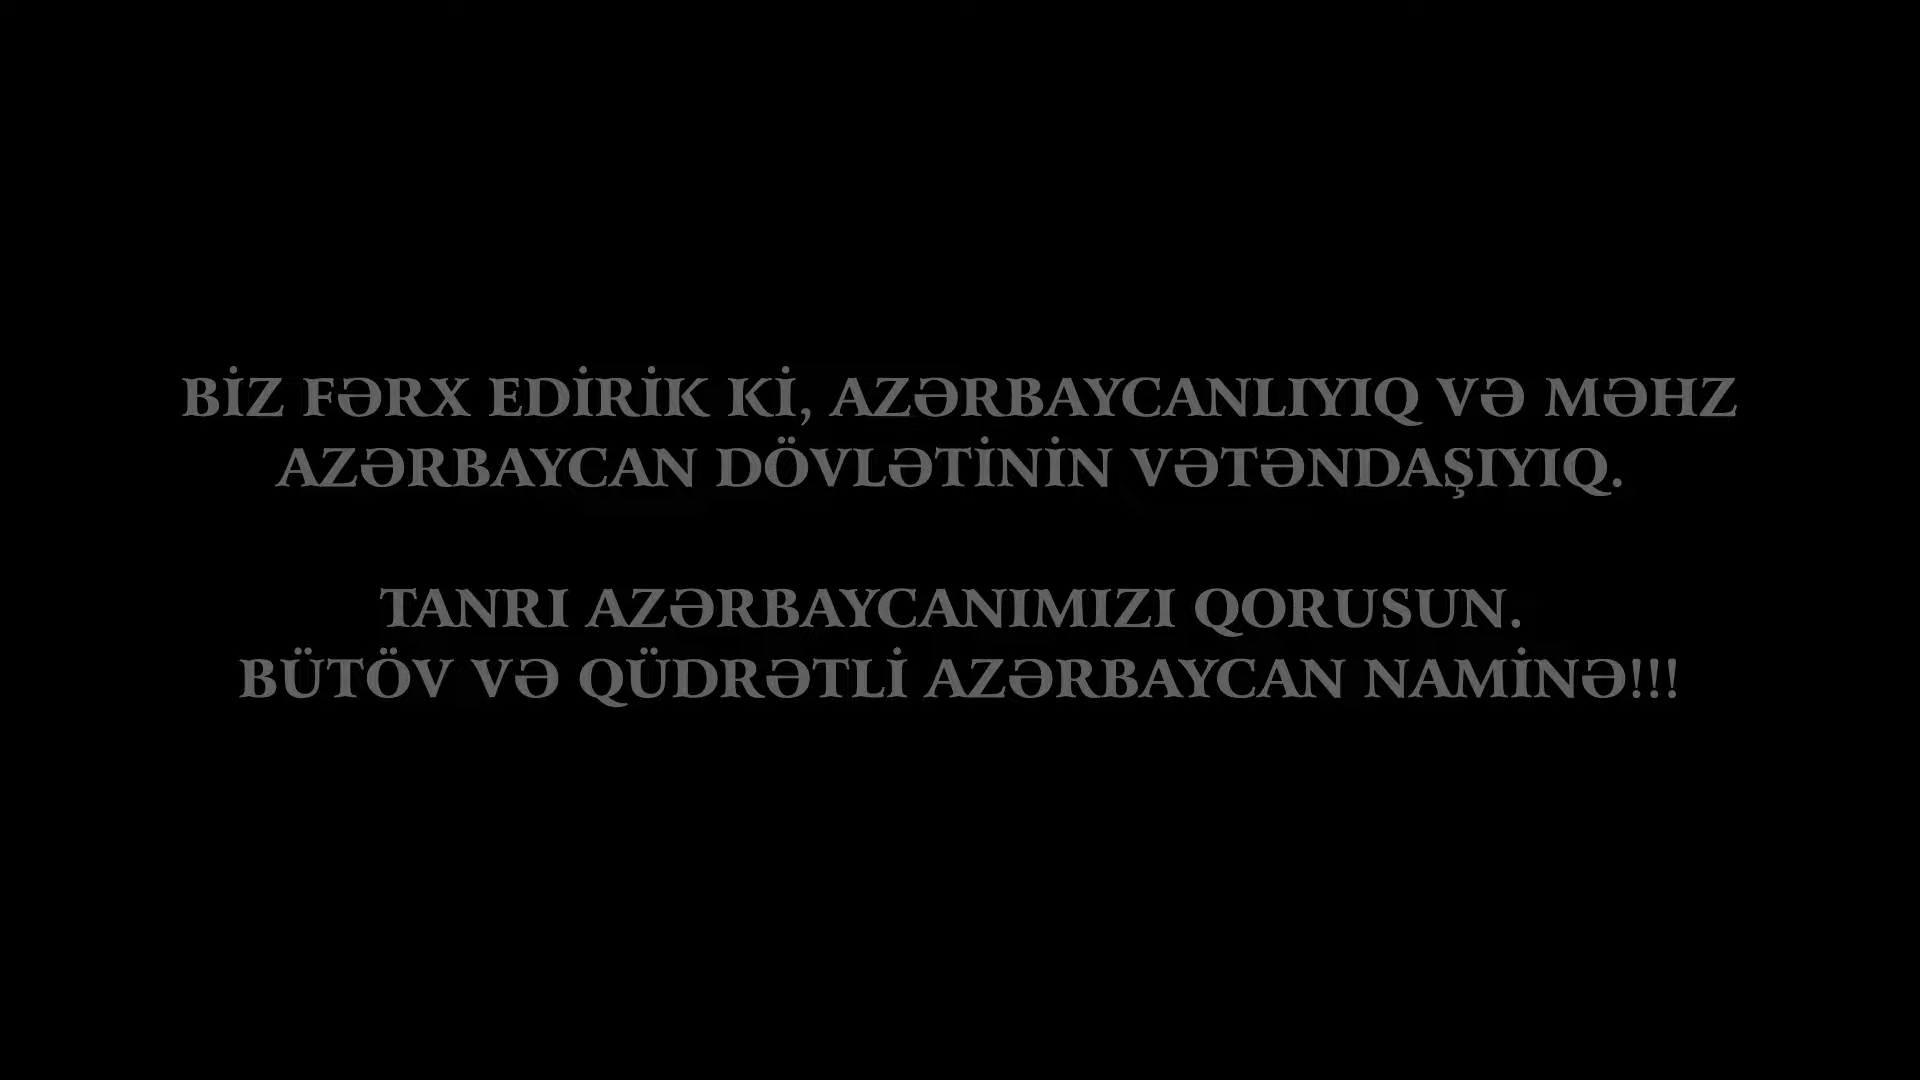 BİZ FƏRX EDİRİK Kİ, AZƏRBAYCANLIYIQ VƏ MƏHZ
AZƏRBAYCAN DÖVLƏTİNİN VƏTƏNDAŞIYIQ.
TANRI AZƏRBAYCANIMIZI QORUSUN.
BÜTÖV VƏ QÜDRƏTLİ AZƏRBAYCAN NAMİNƏ!!!